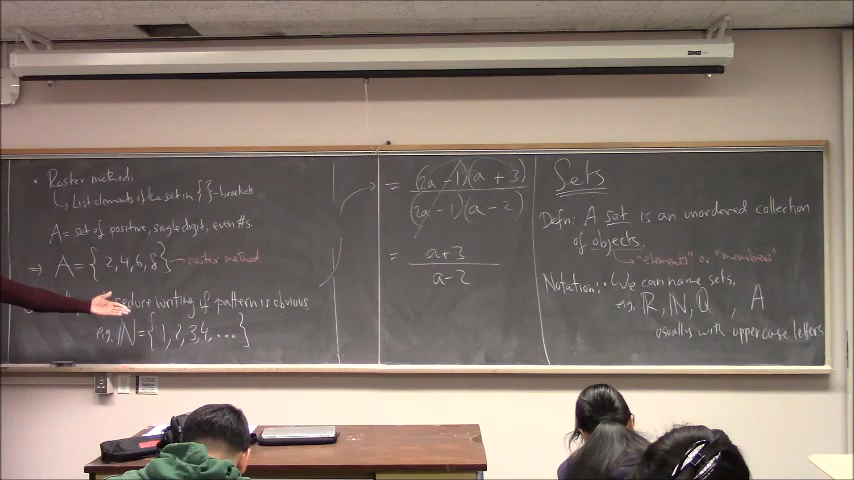 • Roster method:
↳ List elements of the set in { }-brackets
A = set of positive, single digit, even #s.
⇒ A = { 2, 4, 6, 8 } — roster method
reduce writing if pattern is obvious
e.g. ℕ = { 1, 2, 3, 4, ... }
= (2a - 1)(a + 3)
(2a - 1)(a - 2)
= a + 3
a - 2
Sets
Defn: A set is an unordered collection
of objects.
↳ "elements" or "members"
Notation: We can name sets,
e.g. ℝ, ℕ, ℚ , A
usually with uppercase letters